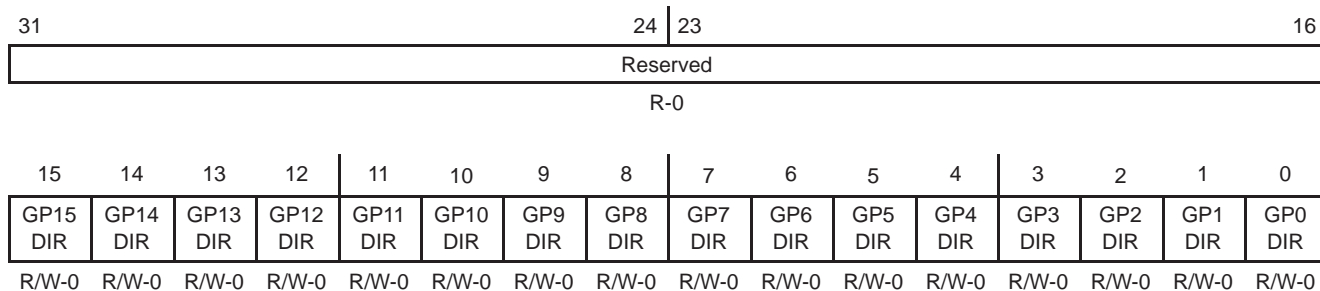 31 24 23 16
Reserved
R-0
15 14 13 12 11 10 9 8 7 6 5 4 3 2 1 0
GP15 GP14 GP13 GP12 GP11 GP10 GP9 GP8 GP7 GP6 GP5 GP4 GP3 GP2 GP1 GP0
DIR DIR DIR DIR DIR DIR DIR DIR DIR DIR DIR DIR DIR DIR DIR DIR
R/W-0 R/W-0 R/W-0 R/W-0 R/W-0 R/W-0 R/W-0 R/W-0 R/W-0 R/W-0 R/W-0 R/W-0 R/W-0 R/W-0 R/W-0 R/W-0